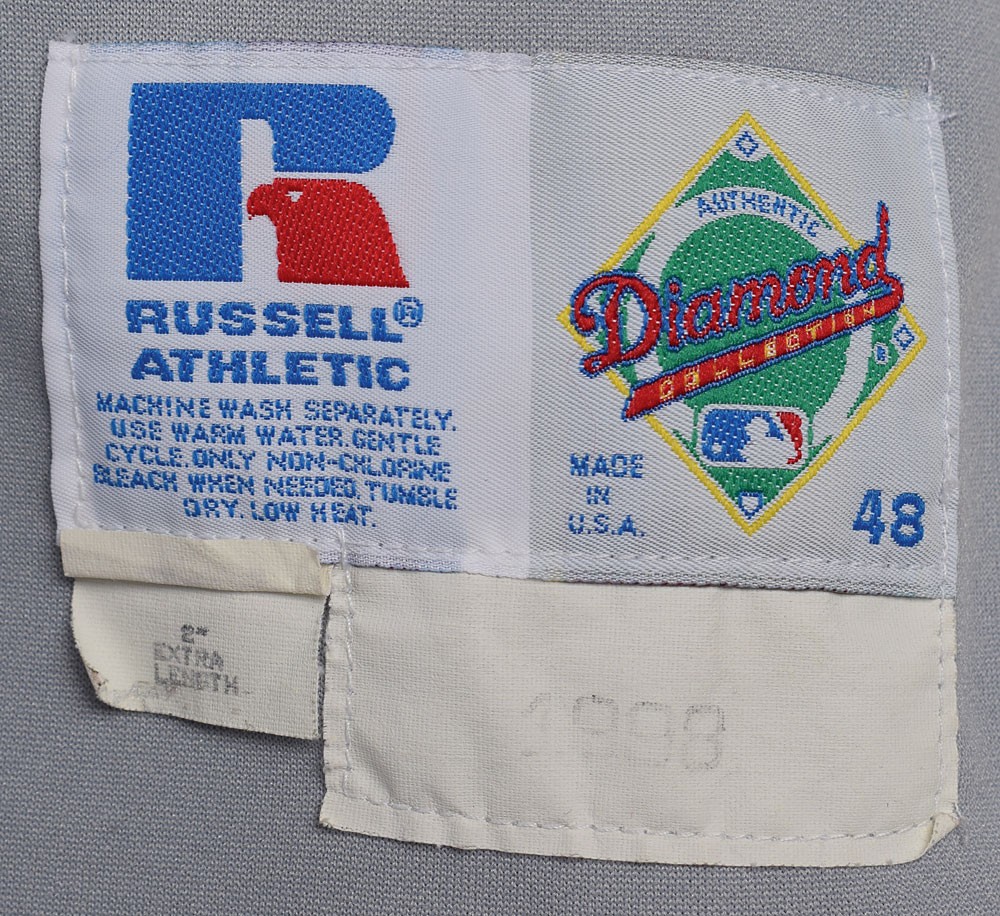 RUSSELL®
ATHLETIC
MACHINE WASH SEPARATELY.
USE WARM WATER. GENTLE
CYCLE. ONLY NON-CHLORINE
BLEACH WHEN NEEDED. TUMBLE
DRY. LOW HEAT.
AUTHENTIC
Diamond
COLLECTION
MADE
IN
U.S.A.
48
2"
EXTRA
LENGTH